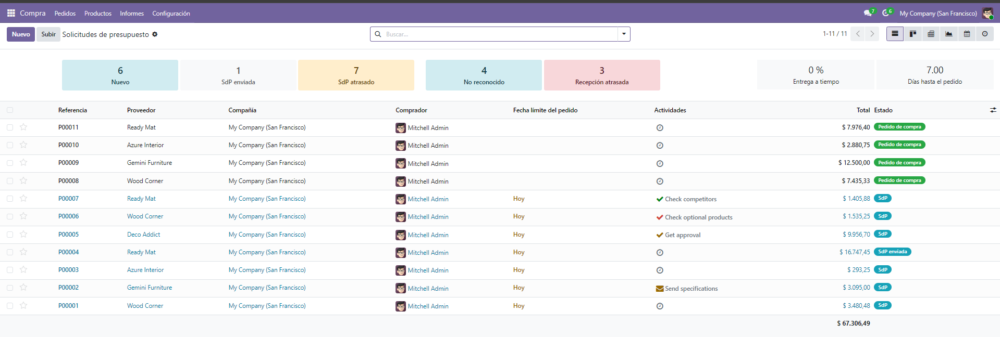 Compra Pedidos Productos Informes Configuración 7 6 My Company (San Francisco)
Nuevo Subir Solicitudes de presupuesto Buscar... 1-11 / 11
6 1 7 4 3 0 % 7.00
Nuevo SdP enviada SdP atrasado No reconocido Recepción atrasada Entrega a tiempo Días hasta el pedido
Referencia Proveedor Compañía Comprador Fecha límite del pedido Actividades Total Estado
P00011 Ready Mat My Company (San Francisco) Mitchell Admin $ 7.976,40 Pedido de compra
P00010 Azure Interior My Company (San Francisco) Mitchell Admin $ 2.880,75 Pedido de compra
P00009 Gemini Furniture My Company (San Francisco) Mitchell Admin $ 12.500,00 Pedido de compra
P00008 Wood Corner My Company (San Francisco) Mitchell Admin $ 7.435,33 Pedido de compra
P00007 Ready Mat My Company (San Francisco) Mitchell Admin Hoy Check competitors $ 1.405,88 SdP
P00006 Wood Corner My Company (San Francisco) Mitchell Admin Hoy Check optional products $ 1.535,25 SdP
P00005 Deco Addict My Company (San Francisco) Mitchell Admin Hoy Get approval $ 9.956,70 SdP
P00004 Ready Mat My Company (San Francisco) Mitchell Admin Hoy $ 16.747,45 SdP enviada
P00003 Azure Interior My Company (San Francisco) Mitchell Admin Hoy $ 293,25 SdP
P00002 Gemini Furniture My Company (San Francisco) Mitchell Admin Hoy Send specifications $ 3.095,00 SdP
P00001 Wood Corner My Company (San Francisco) Mitchell Admin Hoy $ 3.480,48 SdP
$ 67.306,49